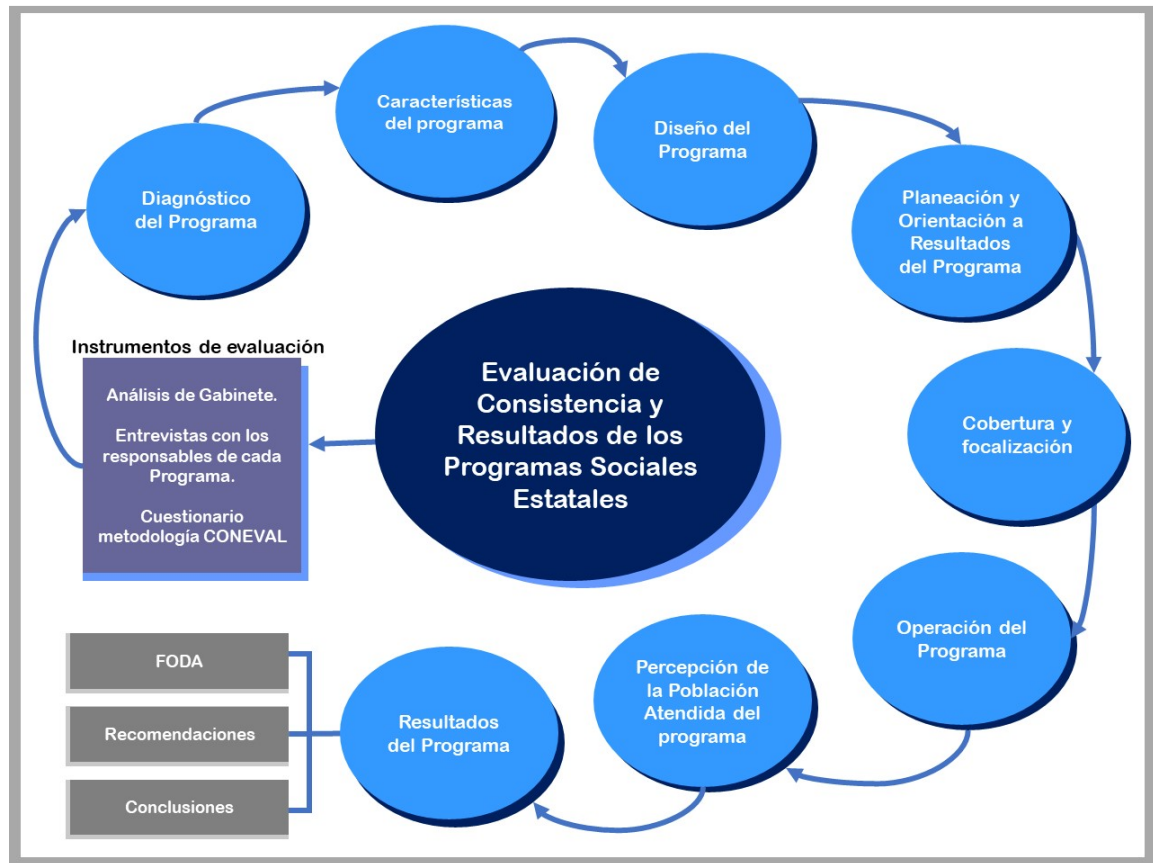 Características
del programa
Diseño del
Programa
Diagnóstico
del Programa
Planeación y
Orientación a
Resultados
del Programa
Instrumentos de evaluación
Análisis de Gabinete.
Entrevistas con los
responsables de cada
Programa.
Cuestionario
metodología CONEVAL
Evaluación de
Consistencia y
Resultados de los
Programas Sociales
Estatales
Cobertura y
focalización
Operación del
Programa
Percepción de
la Población
Atendida del
programa
Resultados
del Programa
FODA
Recomendaciones
Conclusiones